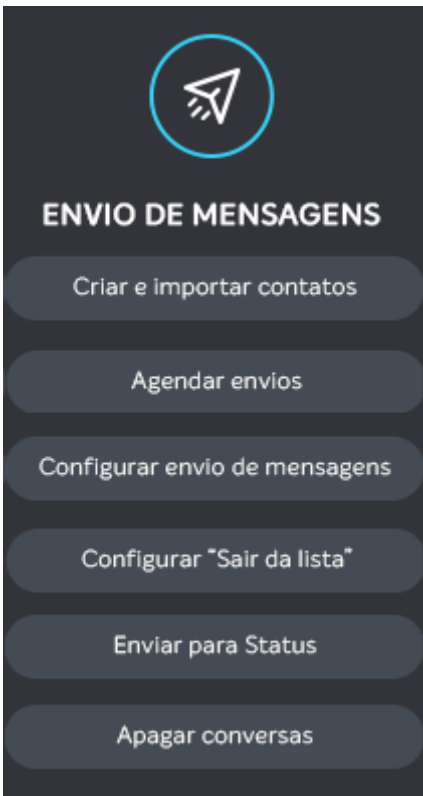 ENVIO DE MENSAGENS
Criar e importar contatos
Agendar envios
Configurar envio de mensagens
Configurar "Sair da lista"
Enviar para Status
Apagar conversas